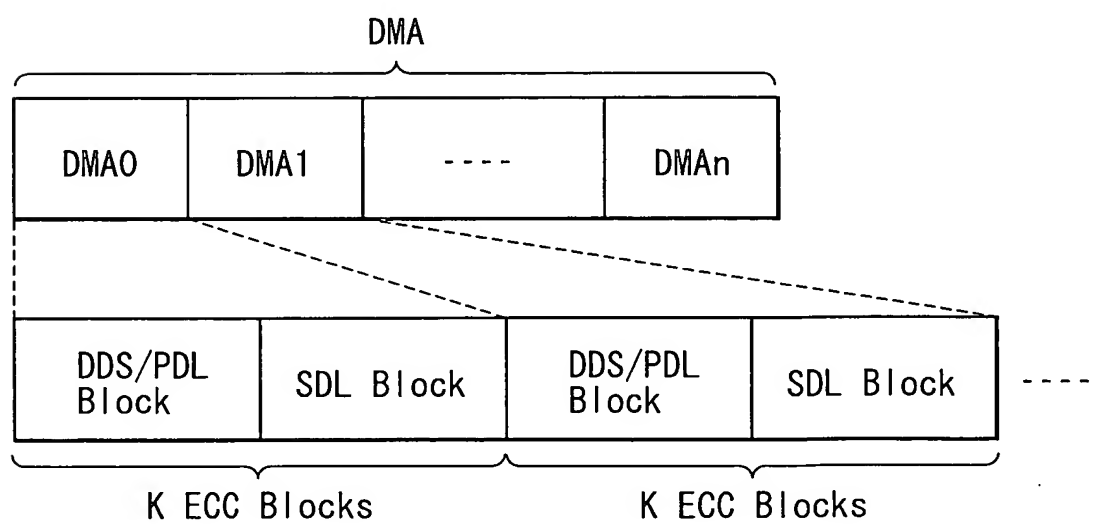 DMA
DMA0 DMA1 ---- DMAn
DDS/PDL
Block
SDL Block
DDS/PDL
Block
SDL Block
----
K ECC Blocks K ECC Blocks